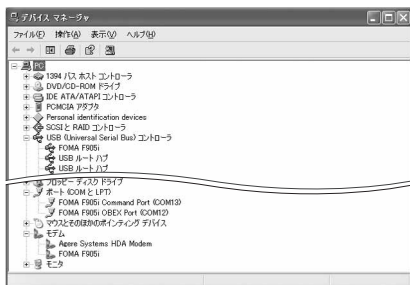 デバイス マネージャ
ファイル(F) 操作(A) 表示(V) ヘルプ(H)
PC
1394 バス ホスト コントローラ
DVD/CD-ROM ドライブ
IDE ATA/ATAPI コントローラ
PCMCIA アダプタ
Personal identification devices
SCSI と RAID コントローラ
USB (Universal Serial Bus) コントローラ
FOMA F905i
USB ルート ハブ
USB ルート ハブ
フロッピー ディスク ドライブ
ポート (COM と LPT)
FOMA F905i Command Port (COM13)
FOMA F905i OBEX Port (COM12)
マウスとそのほかのポインティング デバイス
モデム
Agere Systems HDA Modem
FOMA F905i
モニタ